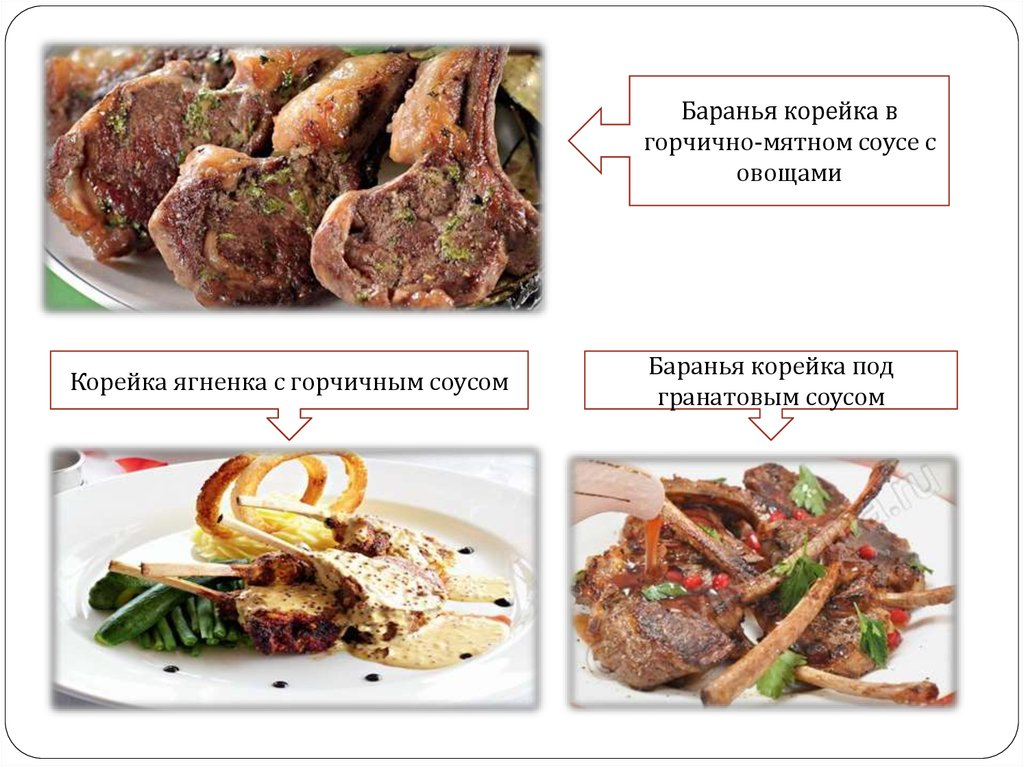 Баранья корейка в
горчично-мятном соусе с
овощами
Корейка ягненка с горчичным соусом
Баранья корейка под
гранатовым соусом